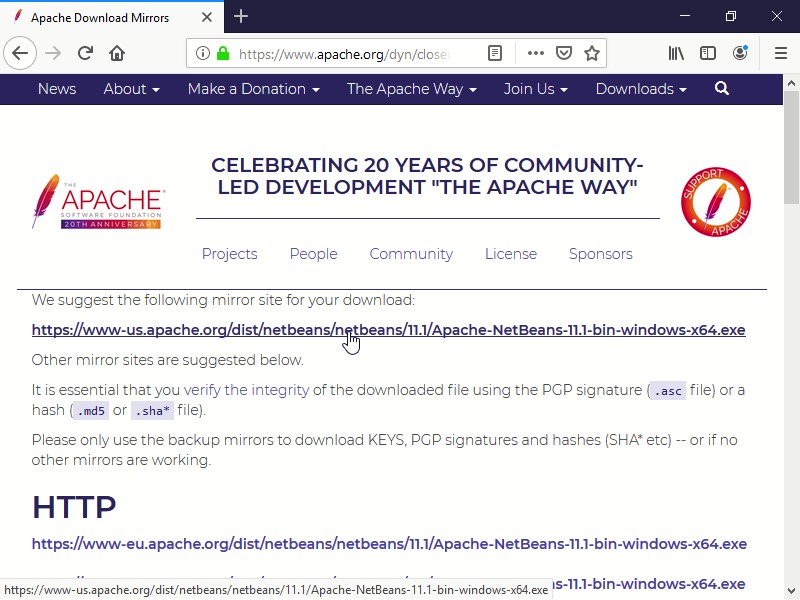 Apache Download Mirrors
https://www.apache.org/dyn/closer
News About Make a Donation The Apache Way Join Us Downloads
THE
APACHE®
SOFTWARE FOUNDATION
20TH ANNIVERSARY
CELEBRATING 20 YEARS OF COMMUNITY-
LED DEVELOPMENT "THE APACHE WAY"
SUPPORT
APACHE
Projects People Community License Sponsors
We suggest the following mirror site for your download:
https://www-us.apache.org/dist/netbeans/netbeans/11.1/Apache-NetBeans-11.1-bin-windows-x64.exe
Other mirror sites are suggested below.
It is essential that you verify the integrity of the downloaded file using the PGP signature (.asc file) or a
hash (.md5 or .sha* file).
Please only use the backup mirrors to download KEYS, PGP signatures and hashes (SHA* etc) -- or if no
other mirrors are working.
HTTP
https://www-eu.apache.org/dist/netbeans/netbeans/11.1/Apache-NetBeans-11.1-bin-windows-x64.exe
ns-11.1-bin-windows-x64.exe
https://www-us.apache.org/dist/netbeans/netbeans/11.1/Apache-NetBeans-11.1-bin-windows-x64.exe